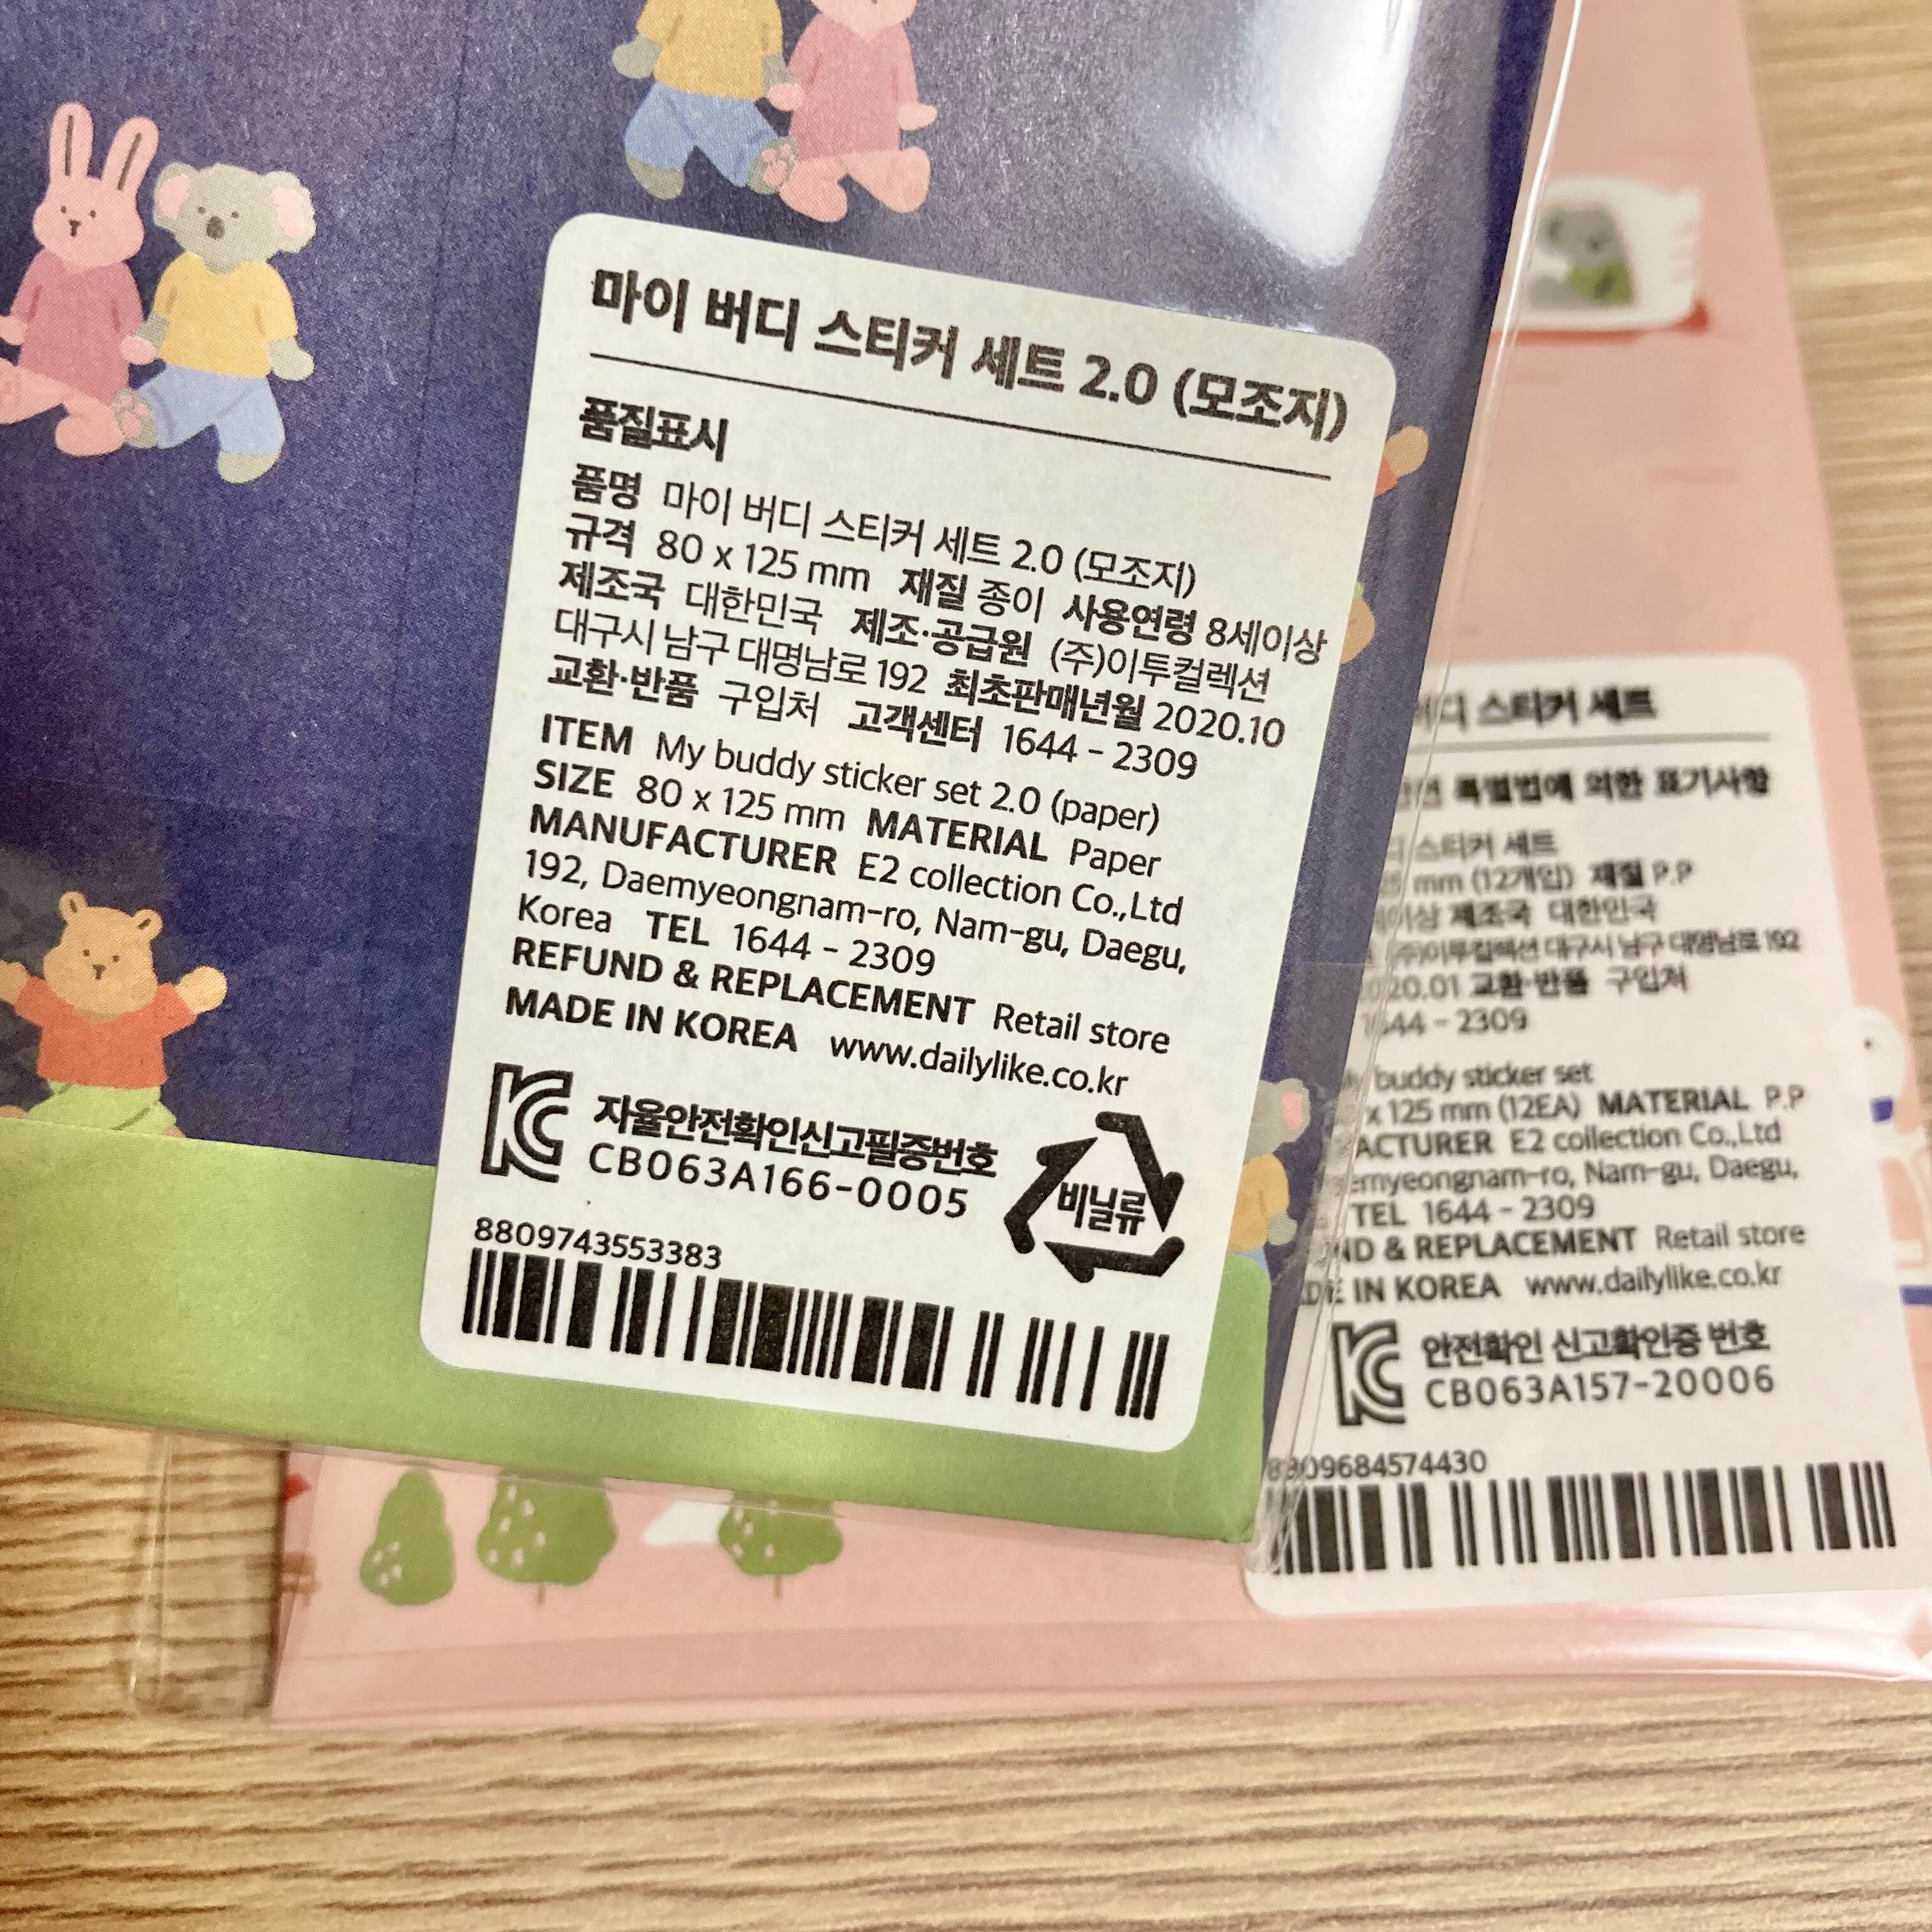 마이 버디 스티커 세트 2.0 (모조지)
품질표시
품명 마이 버디 스티커 세트 2.0 (모조지)
규격 80 x 125 mm 재질 종이 사용연령 8세이상
제조국 대한민국 제조·공급원 (주)이투컬렉션
대구시 남구 대명남로 192 최초판매년월 2020.10
교환·반품 구입처 고객센터 1644 - 2309
ITEM My buddy sticker set 2.0 (paper)
SIZE 80 x 125 mm MATERIAL Paper
MANUFACTURER E2 collection Co.,Ltd
192, Daemyeongnam-ro, Nam-gu, Daegu,
Korea TEL 1644 - 2309
REFUND & REPLACEMENT Retail store
MADE IN KOREA www.dailylike.co.kr
자율안전확인신고필증번호
CB063A166-0005
비닐류
8809743553383
스티커 세트
특별법에 의한 표기사항
스티커 세트
mm (12개입) 재질 P.P
제조국 대한민국
(주)이투컬렉션 대구시 남구 대명남로 192
교환·반품 구입처
1644 - 2309
buddy sticker set
x 125 mm (12EA) MATERIAL P.P
E2 collection Co.,Ltd
Nam-gu, Daegu,
TEL 1644 - 2309
& REPLACEMENT Retail store
IN KOREA www.dailylike.co.kr
안전확인 신고확인증 번호
CB063A157-20006
8809684574430